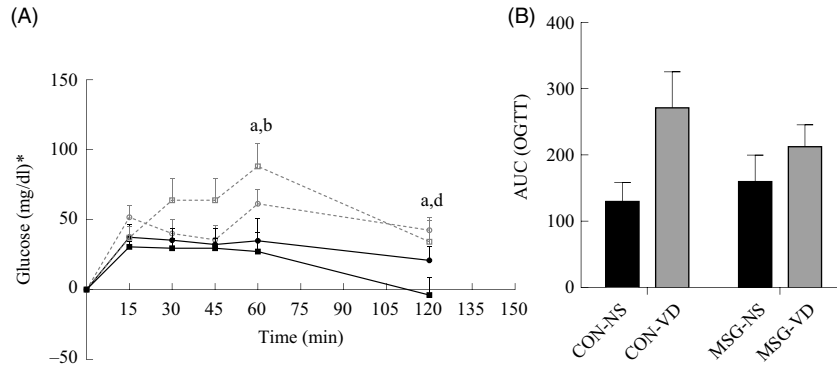 (A)
150
100
50
0
–50
Glucose (mg/dl)*
a,b
a,d
15 30 45 60 75 90 105 120 135 150
Time (min)
(B)
400
300
200
100
0
AUC (OGTT)
CON-NS
CON-VD
MSG-NS
MSG-VD